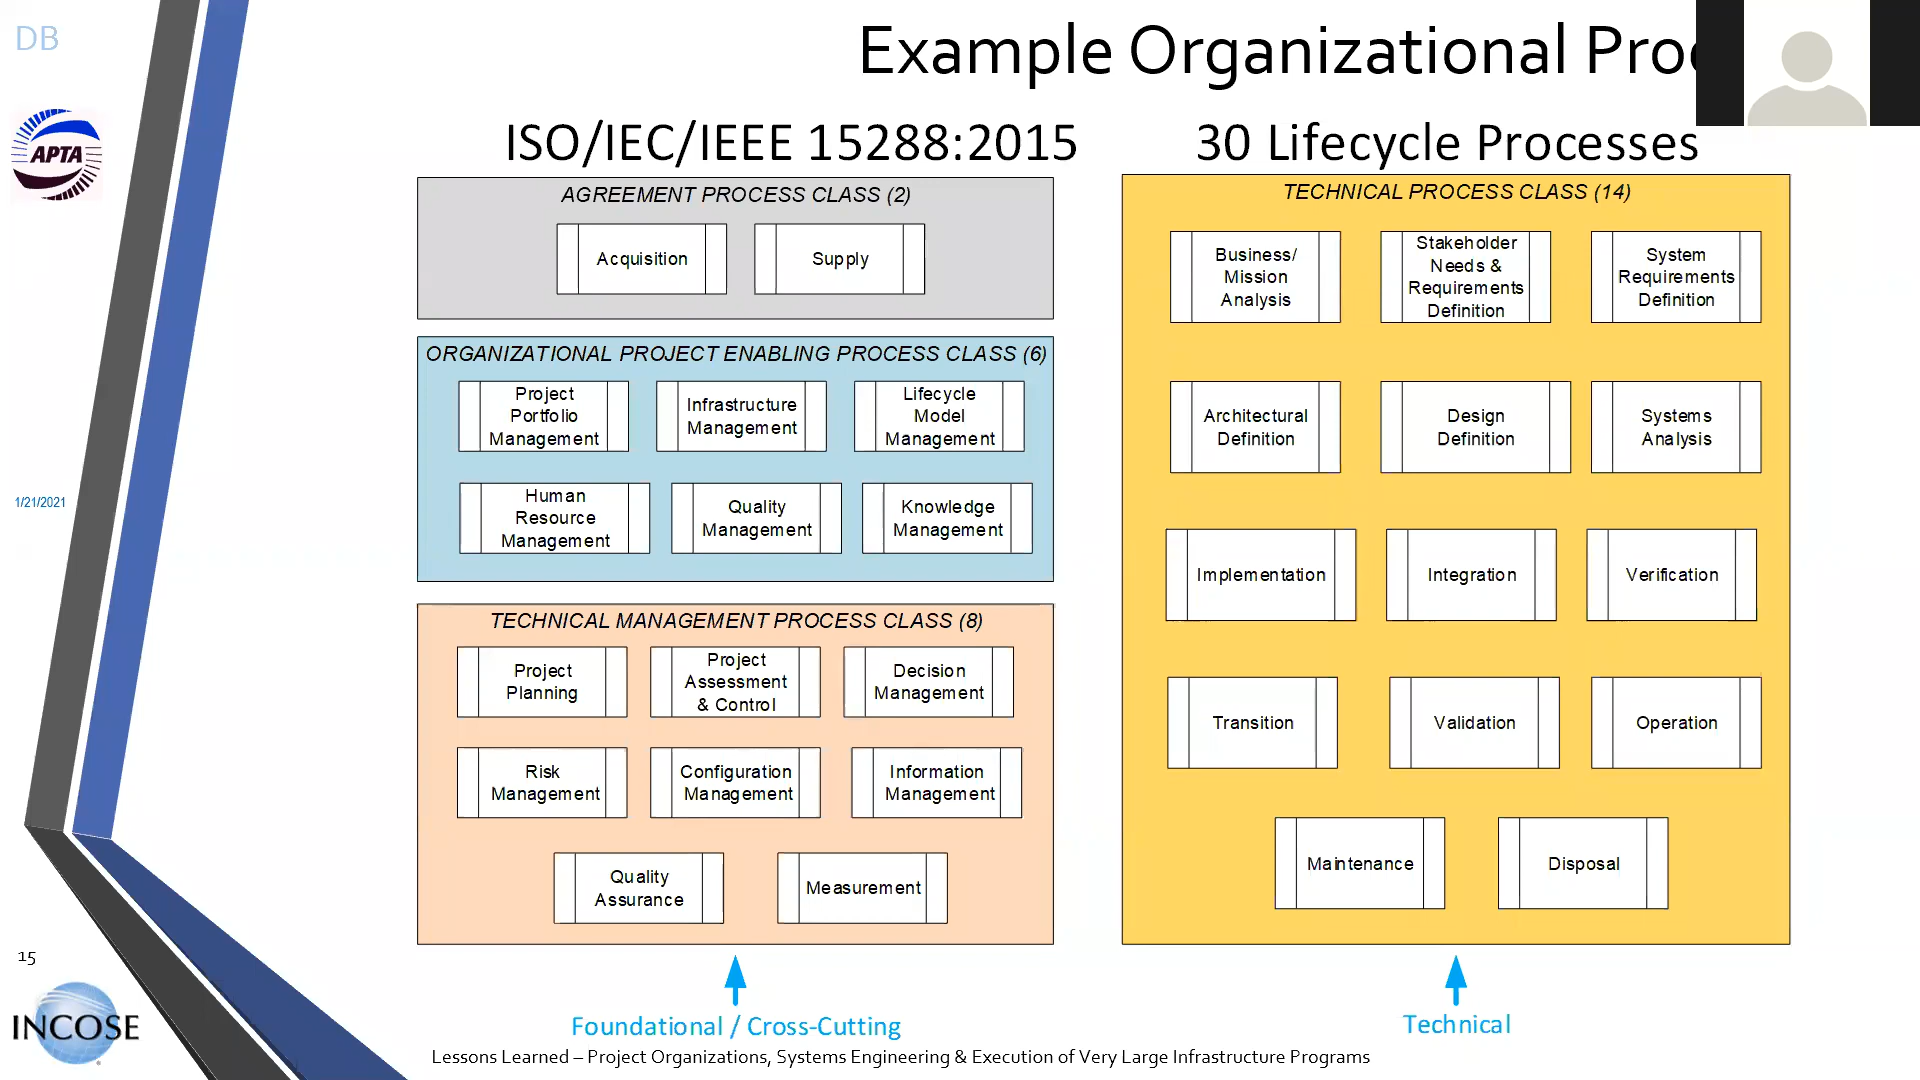 DB
Example Organizational
APTA
ISO/IEC/IEEE 15288:2015
30 Lifecycle Processes
AGREEMENT PROCESS CLASS (2)
Acquisition
Supply
ORGANIZATIONAL PROJECT ENABLING PROCESS CLASS (6)
Project
Portfolio
Management
Infrastructure
Management
Lifecycle
Model
Management
Human
Resource
Management
Quality
Management
Knowledge
Management
TECHNICAL MANAGEMENT PROCESS CLASS (8)
Project
Planning
Project
Assessment
& Control
Decision
Management
Risk
Management
Configuration
Management
Information
Management
Quality
Assurance
Measurement
Foundational / Cross-Cutting
TECHNICAL PROCESS CLASS (14)
Business/
Mission
Analysis
Stakeholder
Needs &
Requirements
Definition
System
Requirements
Definition
Architectural
Definition
Design
Definition
Systems
Analysis
Implementation
Integration
Verification
Transition
Validation
Operation
Maintenance
Disposal
Technical
1/21/2021
15
INCOSE
Lessons Learned – Project Organizations, Systems Engineering & Execution of Very Large Infrastructure Programs